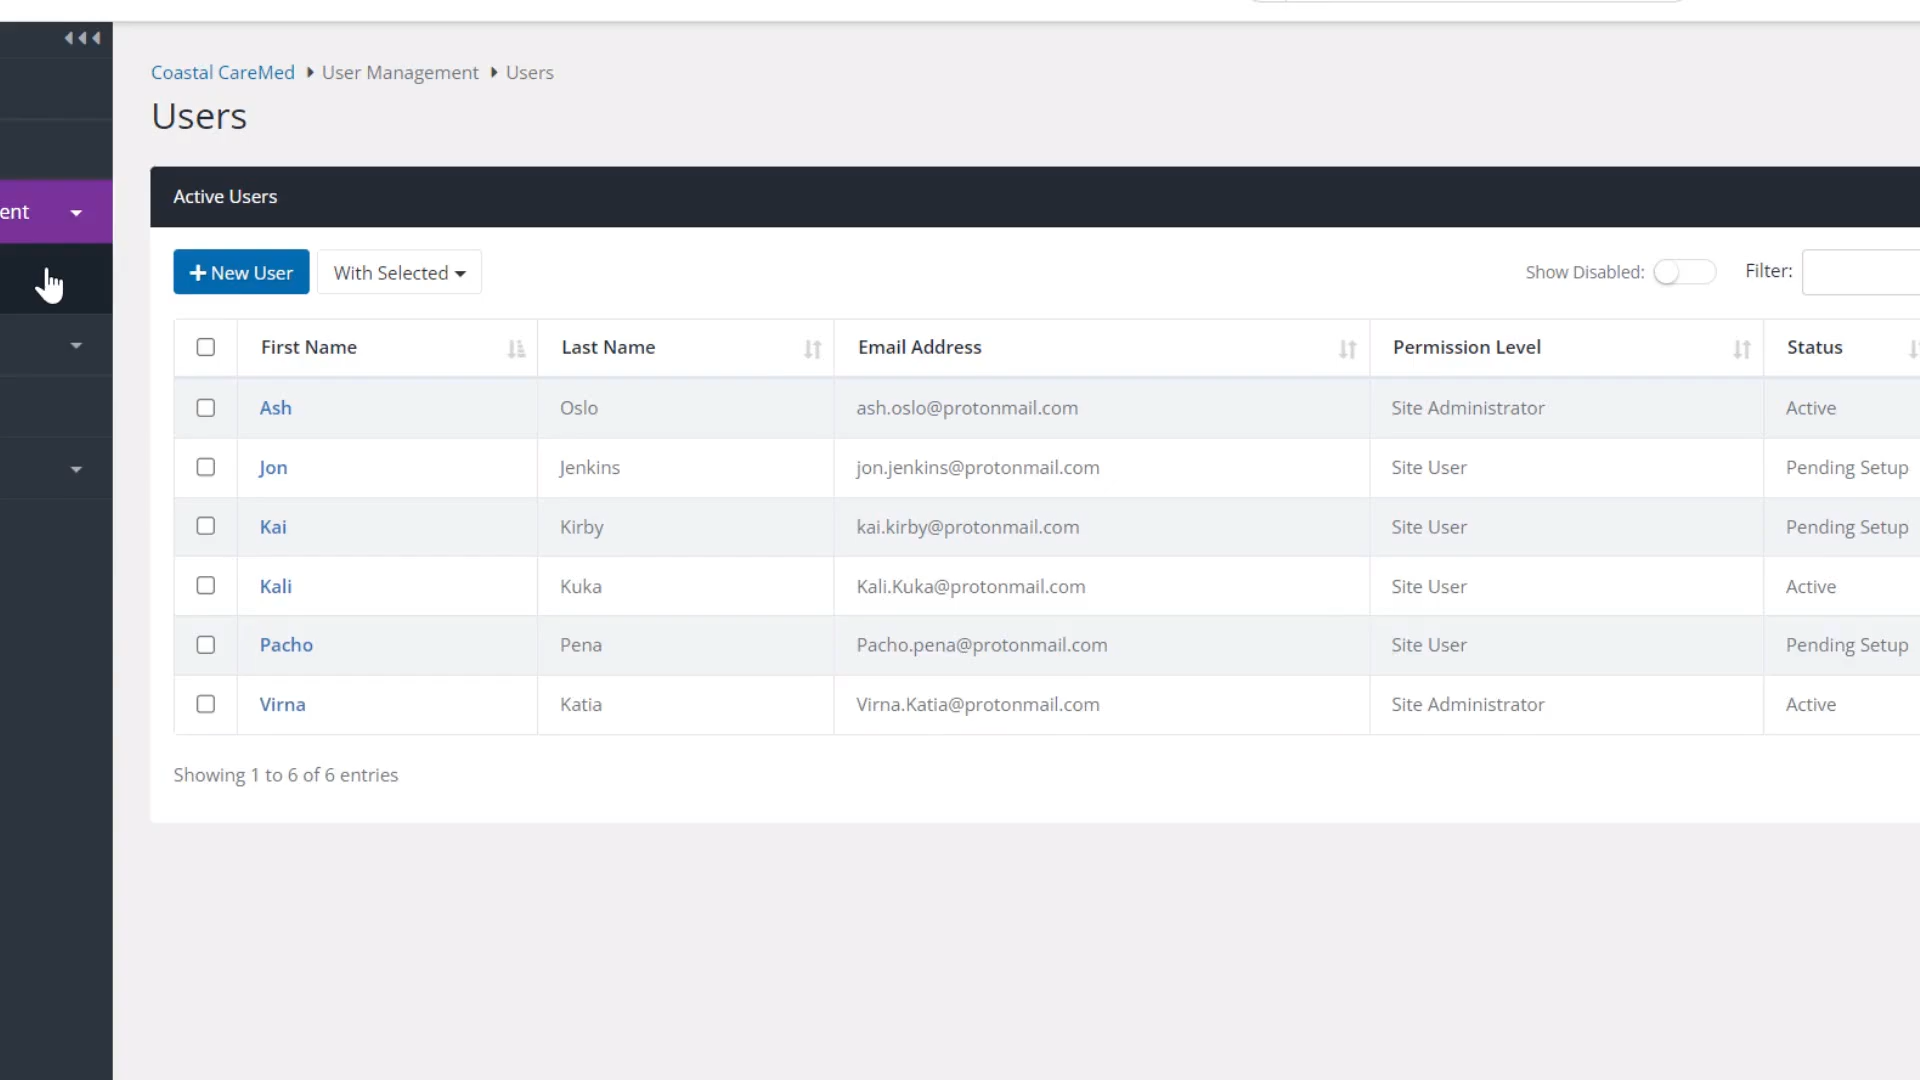 Coastal CareMed User Management Users
Users
ent
Active Users
New User With Selected Show Disabled: Filter:
First Name Last Name Email Address Permission Level Status
Ash Oslo ash.oslo@protonmail.com Site Administrator Active
Jon Jenkins jon.jenkins@protonmail.com Site User Pending Setup
Kai Kirby kai.kirby@protonmail.com Site User Pending Setup
Kali Kuka Kali.Kuka@protonmail.com Site User Active
Pacho Pena Pacho.pena@protonmail.com Site User Pending Setup
Virna Katia Virna.Katia@protonmail.com Site Administrator Active
Showing 1 to 6 of 6 entries